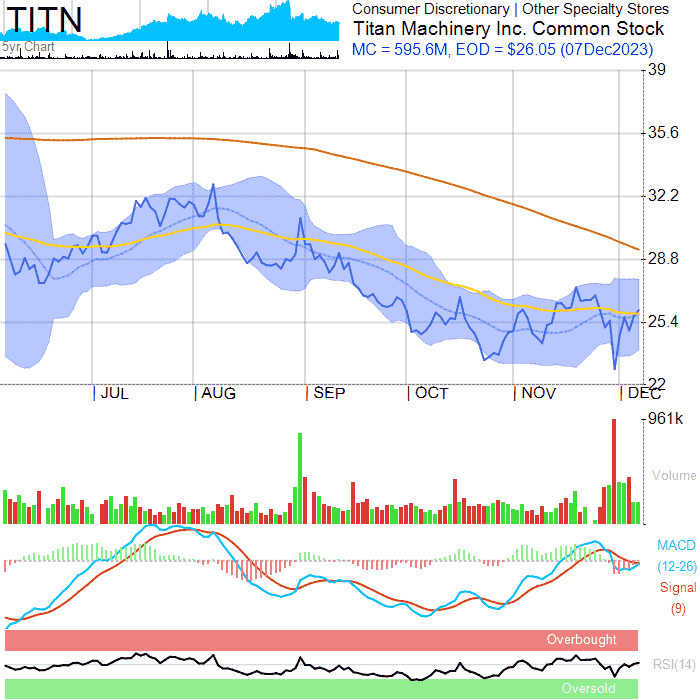 TITN
5yr Chart
Consumer Discretionary | Other Specialty Stores
Titan Machinery Inc. Common Stock
MC = 595.6M, EOD = $26.05 (07Dec2023)
39
35.6
32.2
28.8
25.4
22
JUL AUG SEP OCT NOV DEC
961k
Volume
MACD
(12-26)
Signal
(9)
Overbought
RSI(14)
Oversold